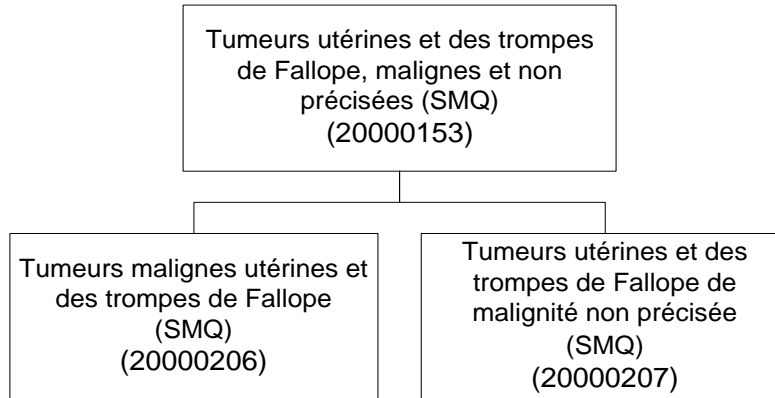 Tumeurs utérines et des trompes
de Fallope, malignes et non
précisées (SMQ)
(20000153)
Tumeurs malignes utérines et
des trompes de Fallope
(SMQ)
(20000206)
Tumeurs utérines et des
trompes de Fallope de
malignité non précisée
(SMQ)
(20000207)